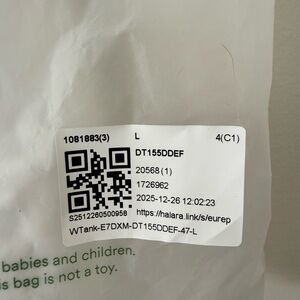 1081883(3) L 4(C1)
DT155DDEF
20568 (1)
1726962
2025-12-26 12:02:23
S2512260500958 https://halara.link/s/eurep
WTank-E7DXM-DT155DDEF-47-L
babies and children.
is bag is not a toy.